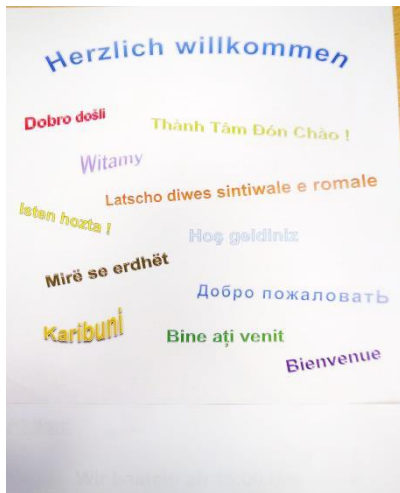 Herzlich willkommen
Dobro došli
Thành Tâm Đón Chào !
Witamy
Latscho diwes sintiwale e romale
Isten hozta !
Hoş geldiniz
Mirë se erdhët
Добро пожаловатЬ
Karibuni
Bine ați venit
Bienvenue